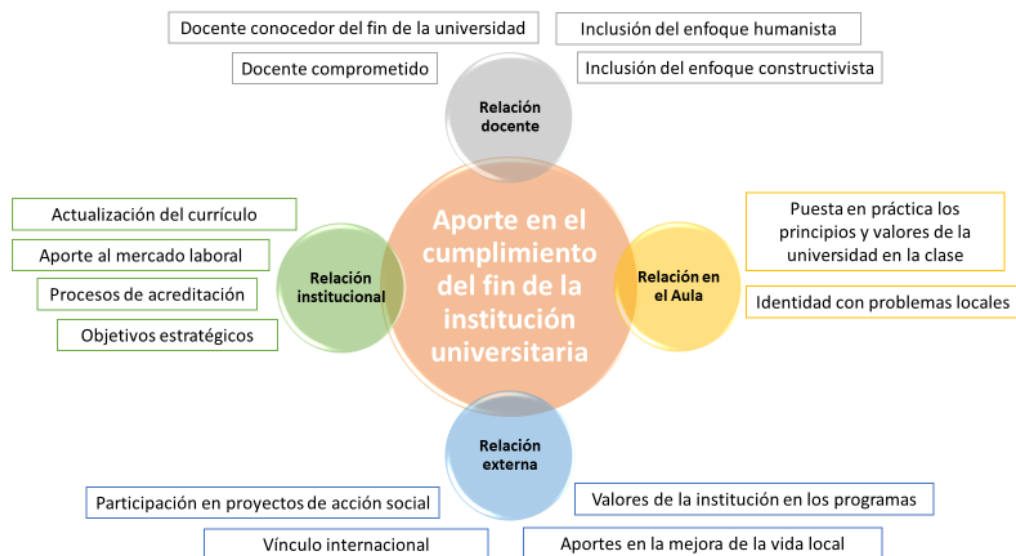 Docente conocedor del fin de la universidad
Inclusión del enfoque humanista
Docente comprometido
Inclusión del enfoque constructivista
Relación
docente
Actualización del currículo
Aporte al mercado laboral
Procesos de acreditación
Objetivos estratégicos
Relación
institucional
Aporte en el
cumplimiento
del fin de la
institución
universitaria
Relación en
el Aula
Puesta en práctica los
principios y valores de la
universidad en la clase
Identidad con problemas locales
Relación
externa
Participación en proyectos de acción social
Valores de la institución en los programas
Vínculo internacional
Aportes en la mejora de la vida local